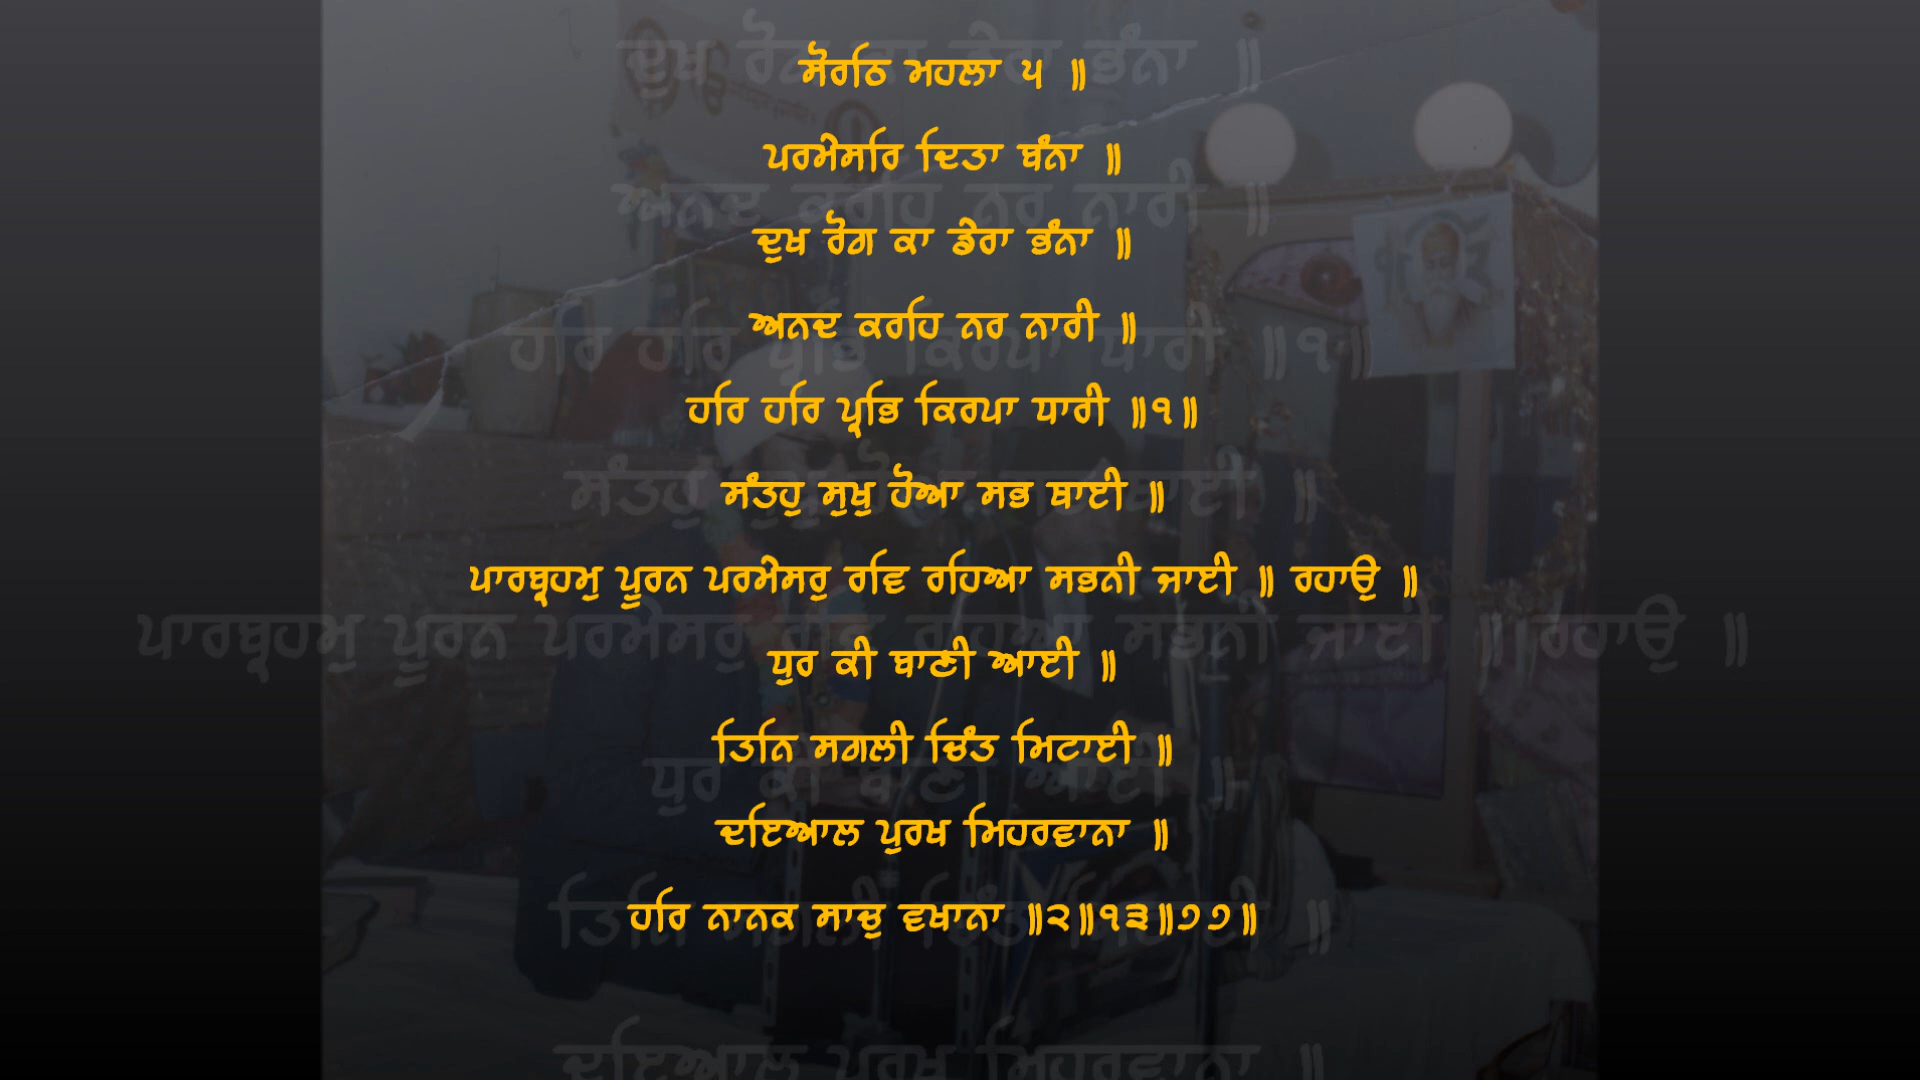 ਸੋਰਠਿ ਮਹਲਾ ੫ ॥
ਪਰਮੇਸਰਿ ਦਿਤਾ ਬੰਨਾ ॥
ਦੁਖ ਰੋਗ ਕਾ ਡੇਰਾ ਭੰਨਾ ॥
ਅਨਦ ਕਰਹਿ ਨਰ ਨਾਰੀ ॥
ਹਰਿ ਹਰਿ ਪ੍ਰਭਿ ਕਿਰਪਾ ਧਾਰੀ ॥੧॥
ਸੰਤਹੁ ਸੁਖੁ ਹੋਆ ਸਭ ਥਾਈ ॥
ਪਾਰਬ੍ਰਹਮੁ ਪੂਰਨ ਪਰਮੇਸਰੁ ਰਵਿ ਰਹਿਆ ਸਭਨੀ ਜਾਈ ॥ ਰਹਾਉ ॥
ਧੁਰ ਕੀ ਬਾਣੀ ਆਈ ॥
ਤਿਨਿ ਸਗਲੀ ਚਿੰਤ ਮਿਟਾਈ ॥
ਦਇਆਲ ਪੁਰਖ ਮਿਹਰਵਾਨਾ ॥
ਹਰਿ ਨਾਨਕ ਸਾਚੁ ਵਖਾਨਾ ॥੨॥੧੩॥੭੭॥